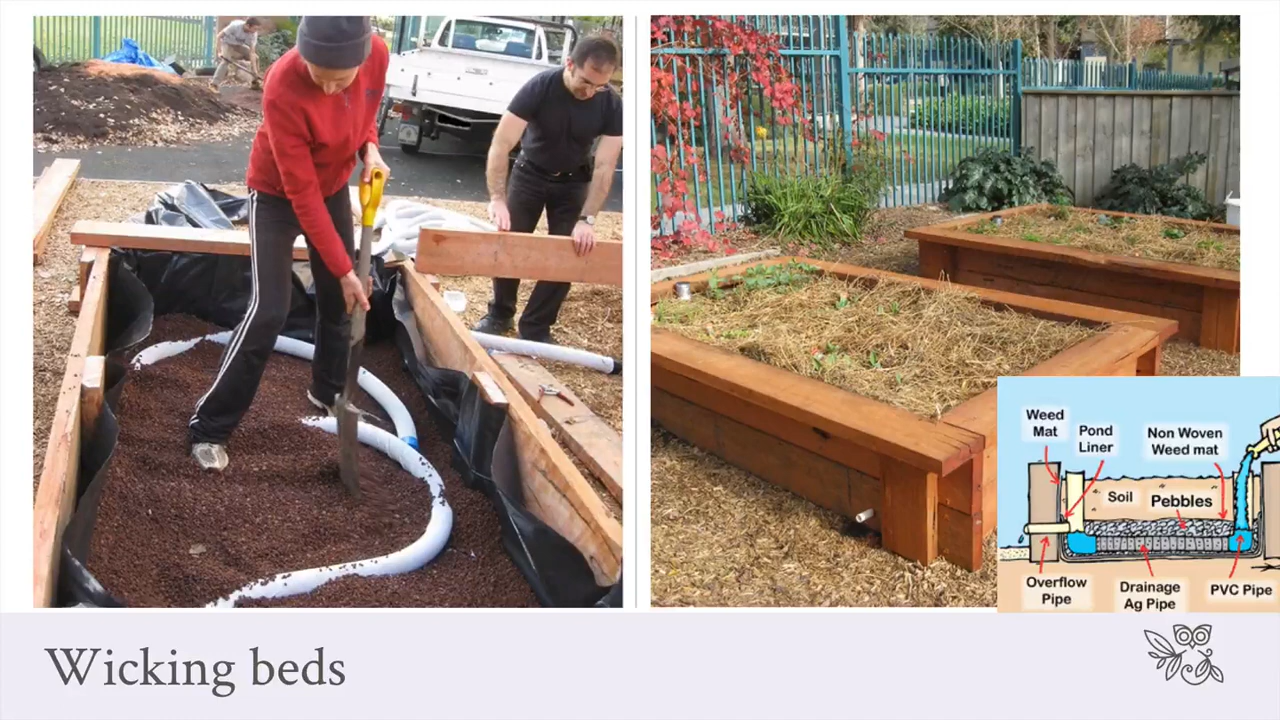 Weed
Mat
Pond
Liner
Non Woven
Weed mat
Soil
Pebbles
Overflow
Pipe
Drainage
Ag Pipe
PVC Pipe
Wicking beds